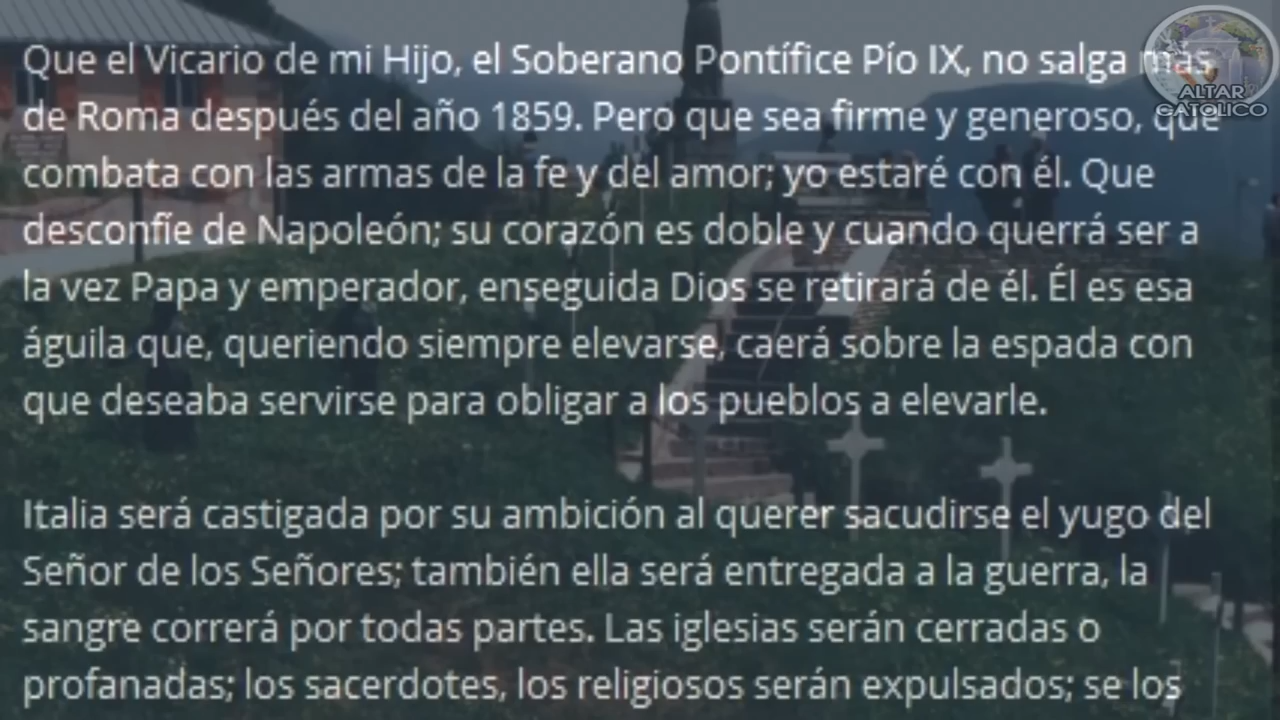 Que el Vicario de mi Hijo, el Soberano Pontífice Pío IX, no salga más
de Roma después del año 1859. Pero que sea firme y generoso, que
combata con las armas de la fe y del amor; yo estaré con él. Que
desconfíe de Napoleón; su corazón es doble y cuando querrá ser a
la vez Papa y emperador, enseguida Dios se retirará de él. Él es esa
águila que, queriendo siempre elevarse, caerá sobre la espada con
que deseaba servirse para obligar a los pueblos a elevarle.
Italia será castigada por su ambición al querer sacudirse el yugo del
Señor de los Señores; también ella será entregada a la guerra, la
sangre correrá por todas partes. Las iglesias serán cerradas o
profanadas; los sacerdotes, los religiosos serán expulsados; se los
ALTAR
CATOLICO